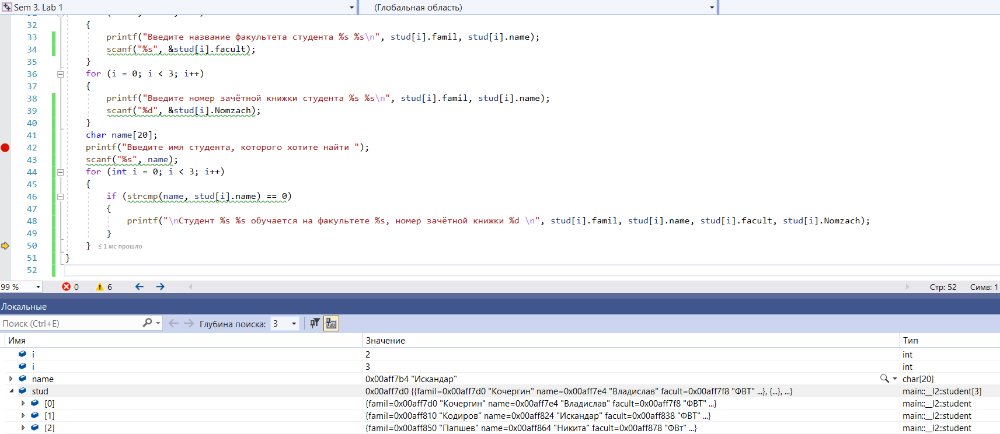 Sem 3. Lab 1 (Глобальная область)
32 {
33 printf("Введите название факультета студента %s %s\n", stud[i].famil, stud[i].name);
34 scanf("%s", &stud[i].facult);
35 }
36 for (i = 0; i < 3; i++)
37 {
38 printf("Введите номер зачётной книжки студента %s %s\n", stud[i].famil, stud[i].name);
39 scanf("%d", &stud[i].Nomzach);
40 }
41 char name[20];
42 printf("Введите имя студента, которого хотите найти ");
43 scanf("%s", name);
44 for (int i = 0; i < 3; i++)
45 {
46 if (strcmp(name, stud[i].name) == 0)
47 {
48 printf("\nСтудент %s %s обучается на факультете %s, номер зачётной книжки %d \n", stud[i].famil, stud[i].name, stud[i].facult, stud[i].Nomzach);
49 }
50 } ≤ 1 мс прошло
51 }
52
99 % 0 6 Стр: 52 Симв: 1
Локальные
Поиск (Ctrl+E) Глубина поиска: 3
Имя Значение Тип
i 2 int
i 3 int
name 0x00aff7b4 "Искандар" char[20]
stud 0x00aff7d0 {{famil=0x00aff7d0 "Кочергин" name=0x00aff7e4 "Владислав" facult=0x00aff7f8 "ФВТ" ...}, {...}, ...} main::__l2::student[3]
[0] {famil=0x00aff7d0 "Кочергин" name=0x00aff7e4 "Владислав" facult=0x00aff7f8 "ФВТ" ...} main::__l2::student
[1] {famil=0x00aff810 "Кодиров" name=0x00aff824 "Искандар" facult=0x00aff838 "ФВТ" ...} main::__l2::student
[2] {famil=0x00aff850 "Папшев" name=0x00aff864 "Никита" facult=0x00aff878 "ФВт" ...} main::__l2::student